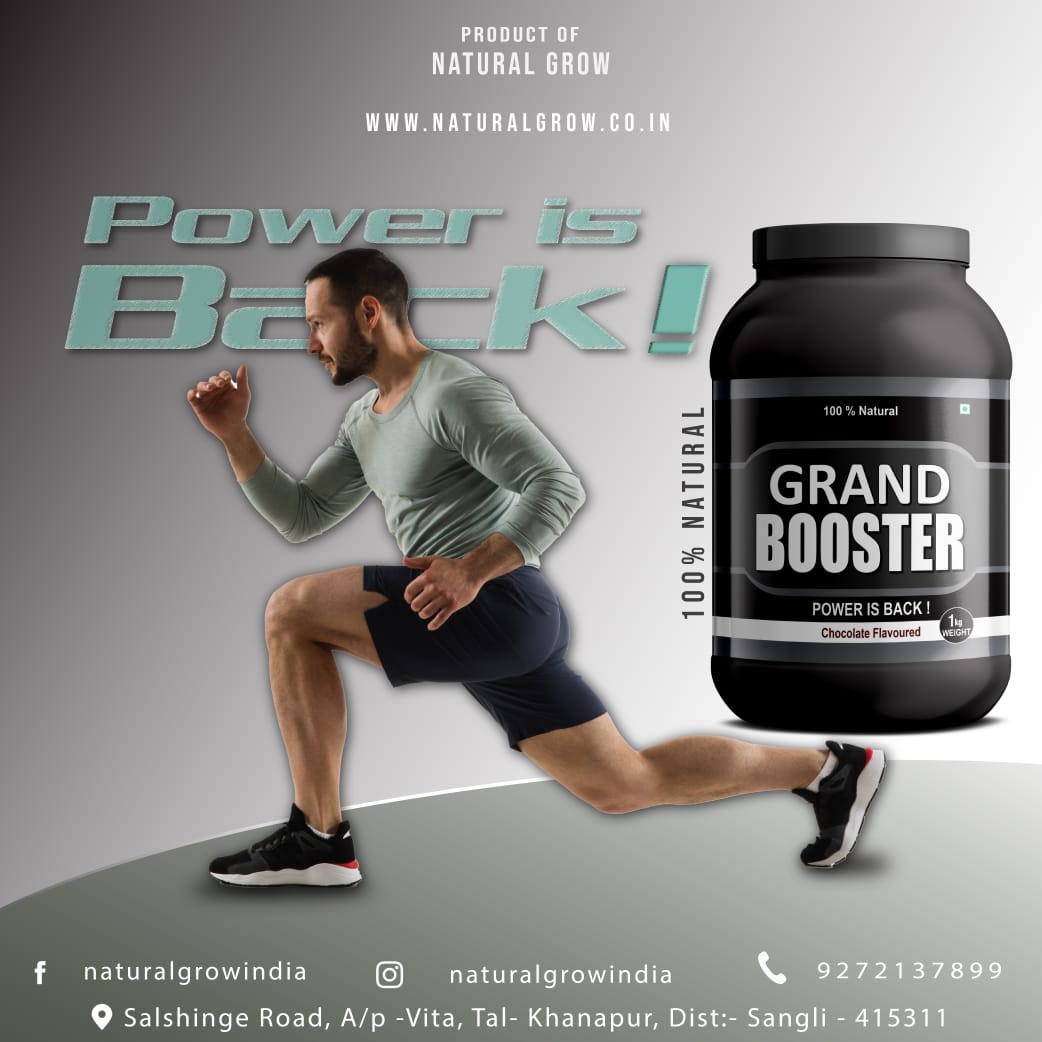 PRODUCT OF
NATURAL GROW
WWW.NATURALGROW.CO.IN
Power is
Back!
100% NATURAL
100 % Natural
GRAND
BOOSTER
POWER IS BACK !
Chocolate Flavoured
1kg
WEIGHT
naturalgrowindia
naturalgrowindia
9272137899
Salshinge Road, A/p -Vita, Tal- Khanapur, Dist:- Sangli - 415311